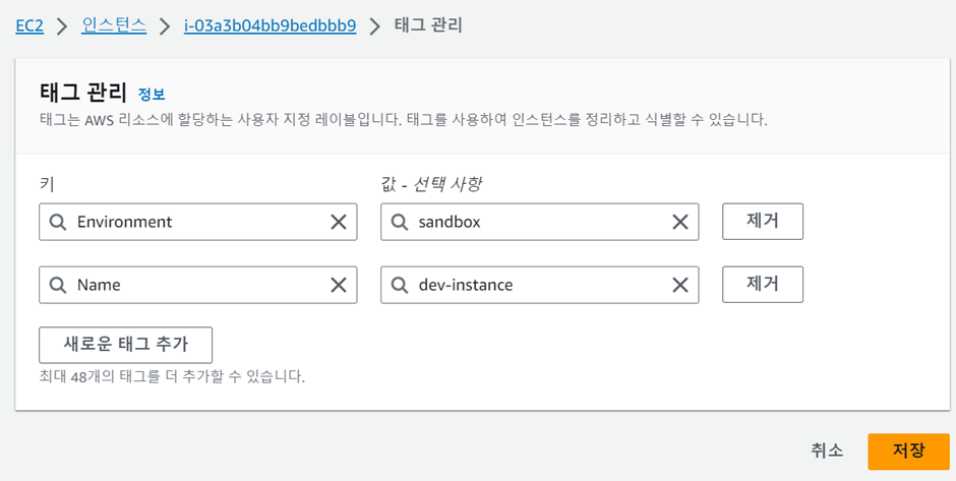 EC2 > 인스턴스 > i-03a3b04bb9bedbbb9 > 태그 관리
태그 관리 정보
태그는 AWS 리소스에 할당하는 사용자 지정 레이블입니다. 태그를 사용하여 인스턴스를 정리하고 식별할 수 있습니다.
키 값 - 선택 사항
Environment sandbox 제거
Name dev-instance 제거
새로운 태그 추가
최대 48개의 태그를 더 추가할 수 있습니다.
취소 저장